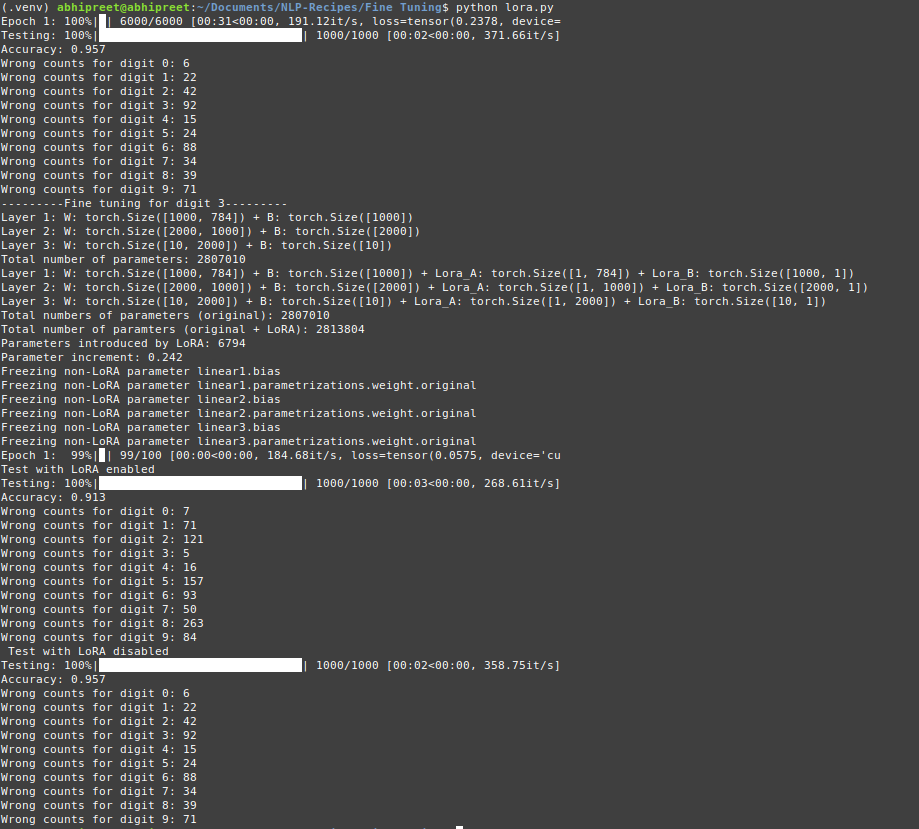 (.venv) abhipreet@abhipreet:~/Documents/NLP-Recipes/Fine Tuning$ python lora.py
Epoch 1: 100%|█| 6000/6000 [00:31<00:00, 191.12it/s, loss=tensor(0.2378, device=
Testing: 100%|█████████████████████████████| 1000/1000 [00:02<00:00, 371.66it/s]
Accuracy: 0.957
Wrong counts for digit 0: 6
Wrong counts for digit 1: 22
Wrong counts for digit 2: 42
Wrong counts for digit 3: 92
Wrong counts for digit 4: 15
Wrong counts for digit 5: 24
Wrong counts for digit 6: 88
Wrong counts for digit 7: 34
Wrong counts for digit 8: 39
Wrong counts for digit 9: 71
---------Fine tuning for digit 3---------
Layer 1: W: torch.Size([1000, 784]) + B: torch.Size([1000])
Layer 2: W: torch.Size([2000, 1000]) + B: torch.Size([2000])
Layer 3: W: torch.Size([10, 2000]) + B: torch.Size([10])
Total number of parameters: 2807010
Layer 1: W: torch.Size([1000, 784]) + B: torch.Size([1000]) + Lora_A: torch.Size([1, 784]) + Lora_B: torch.Size([1000, 1])
Layer 2: W: torch.Size([2000, 1000]) + B: torch.Size([2000]) + Lora_A: torch.Size([1, 1000]) + Lora_B: torch.Size([2000, 1])
Layer 3: W: torch.Size([10, 2000]) + B: torch.Size([10]) + Lora_A: torch.Size([1, 2000]) + Lora_B: torch.Size([10, 1])
Total numbers of parameters (original): 2807010
Total number of paramters (original + LoRA): 2813804
Parameters introduced by LoRA: 6794
Parameter increment: 0.242
Freezing non-LoRA parameter linear1.bias
Freezing non-LoRA parameter linear1.parametrizations.weight.original
Freezing non-LoRA parameter linear2.bias
Freezing non-LoRA parameter linear2.parametrizations.weight.original
Freezing non-LoRA parameter linear3.bias
Freezing non-LoRA parameter linear3.parametrizations.weight.original
Epoch 1:  99%|█| 99/100 [00:00<00:00, 184.68it/s, loss=tensor(0.0575, device='cu
Test with LoRA enabled
Testing: 100%|█████████████████████████████| 1000/1000 [00:03<00:00, 268.61it/s]
Accuracy: 0.913
Wrong counts for digit 0: 7
Wrong counts for digit 1: 71
Wrong counts for digit 2: 121
Wrong counts for digit 3: 5
Wrong counts for digit 4: 16
Wrong counts for digit 5: 157
Wrong counts for digit 6: 93
Wrong counts for digit 7: 50
Wrong counts for digit 8: 263
Wrong counts for digit 9: 84
 Test with LoRA disabled
Testing: 100%|█████████████████████████████| 1000/1000 [00:02<00:00, 358.75it/s]
Accuracy: 0.957
Wrong counts for digit 0: 6
Wrong counts for digit 1: 22
Wrong counts for digit 2: 42
Wrong counts for digit 3: 92
Wrong counts for digit 4: 15
Wrong counts for digit 5: 24
Wrong counts for digit 6: 88
Wrong counts for digit 7: 34
Wrong counts for digit 8: 39
Wrong counts for digit 9: 71